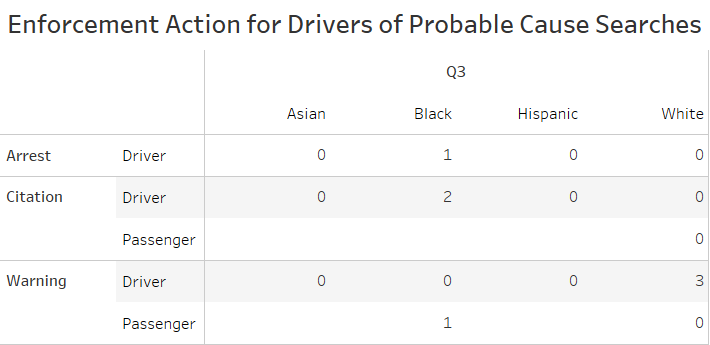 Enforcement Action for Drivers of Probable Cause Searches
Q3
Asian Black Hispanic White
Arrest Driver 0 1 0 0
Citation Driver 0 2 0 0
Passenger 0
Warning Driver 0 0 0 3
Passenger 1 0